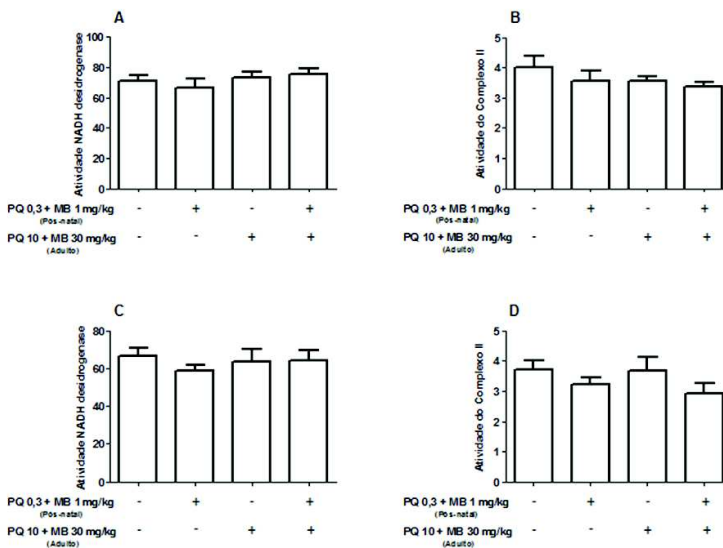 A
Atividade NADH desidrogenase
100
80
60
40
20
0
PQ 0,3 + MB 1 mg/kg - + - +
(Pós-natal)
PQ 10 + MB 30 mg/kg - - + +
(Adulto)
B
Atividade do Complexo II
5
4
3
2
1
0
PQ 0,3 + MB 1 mg/kg - + - +
(Pós-natal)
PQ 10 + MB 30 mg/kg - - + +
(Adulto)
C
Atividade NADH desidrogenase
80
60
40
20
0
PQ 0,3 + MB 1 mg/kg - + - +
(Pós-natal)
PQ 10 + MB 30 mg/kg - - + +
(Adulto)
D
Atividade do Complexo II
5
4
3
2
1
0
PQ 0,3 + MB 1 mg/kg - + - +
(Pós-natal)
PQ 10 + MB 30 mg/kg - - + +
(Adulto)